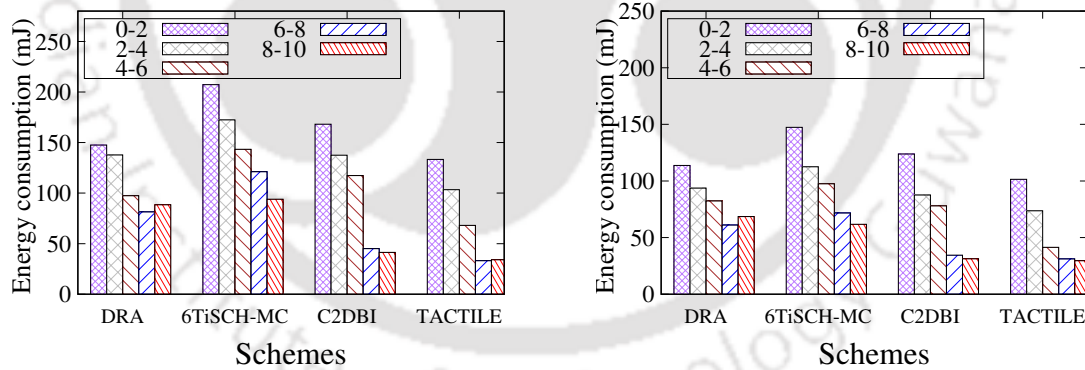 Energy consumption (mJ)
250
200
150
100
50
0
0-2
2-4
4-6
6-8
8-10
DRA
6TiSCH-MC
C2DBI
TACTILE
Schemes
Energy consumption (mJ)
250
200
150
100
50
0
0-2
2-4
4-6
6-8
8-10
DRA
6TiSCH-MC
C2DBI
TACTILE
Schemes